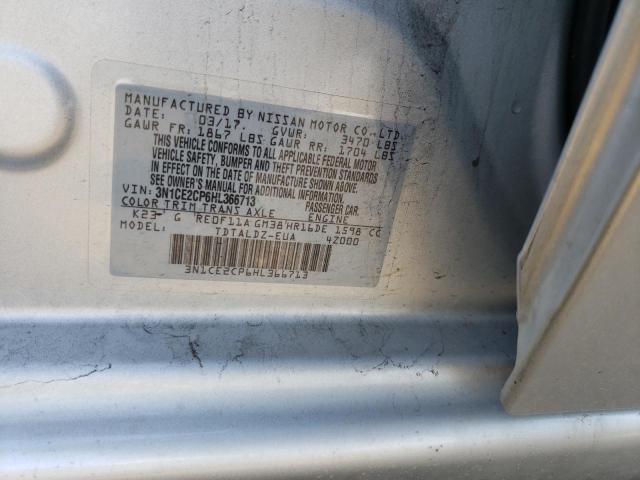 MANUFACTURED BY NISSAN MOTOR CO.,LTD.
DATE: 03/17. GVWR: 3470 LBS
GAWR FR: 1867 LBS GAWR RR: 1704 LBS
THIS VEHICLE CONFORMS TO ALL APPLICABLE FEDERAL MOTOR
VEHICLE SAFETY, BUMPER AND THEFT PREVENTION STANDARDS
IN EFFECT ON THE DATE OF MANUFACTURE SHOWN ABOVE.
SEE OWNER'S MANUAL FOR ADDITIONAL INFORMATION.
VIN: 3N1CE2CP6HL366713 PASSENGER CAR
COLOR TRIM TRANS AXLE ENGINE
K23 G RE0F11A GM38 HR16DE 1598 CC
MODEL: TDTALDZ-EUA 42000
3N1CE2CP6HL366713